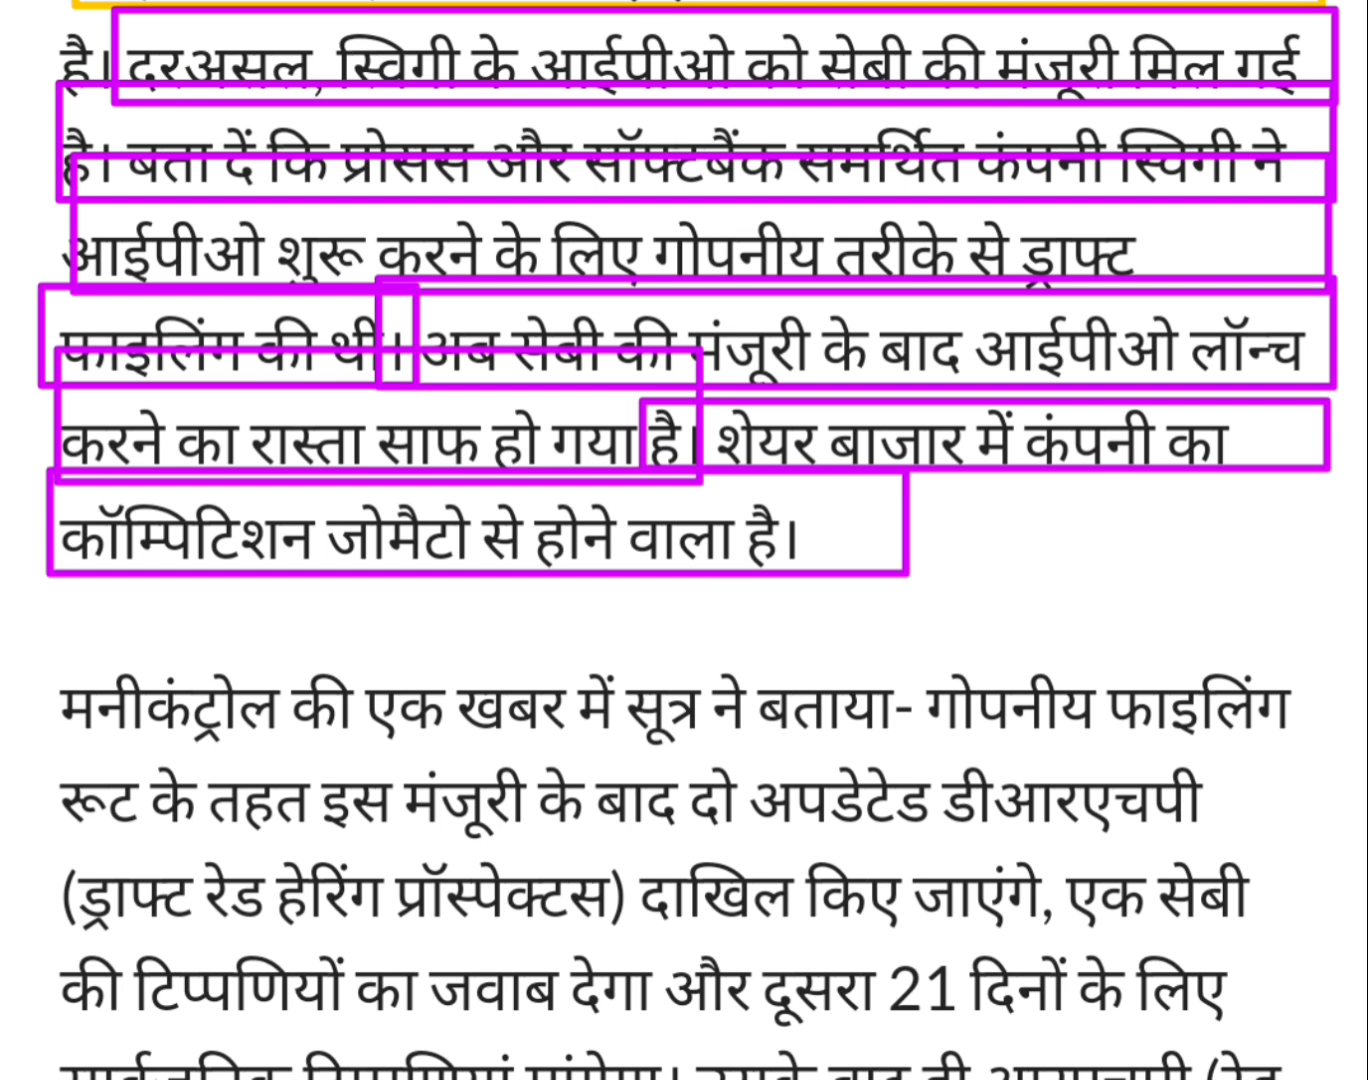 है। दरअसल, स्विगी के आईपीओ को सेबी की मंजूरी मिल गई
है। बता दें कि प्रोसस और सॉफ्टबैंक समर्थित कंपनी स्विगी ने
आईपीओ शुरू करने के लिए गोपनीय तरीके से ड्राफ्ट
फाइलिंग की थी। अब सेबी की मंजूरी के बाद आईपीओ लॉन्च
करने का रास्ता साफ हो गया है। शेयर बाजार में कंपनी का
कॉम्पिटिशन जोमैटो से होने वाला है।
मनीकंट्रोल की एक खबर में सूत्र ने बताया- गोपनीय फाइलिंग
रूट के तहत इस मंजूरी के बाद दो अपडेटेड डीआरएचपी
(ड्राफ्ट रेड हेरिंग प्रॉस्पेक्टस) दाखिल किए जाएंगे, एक सेबी
की टिप्पणियों का जवाब देगा और दूसरा 21 दिनों के लिए